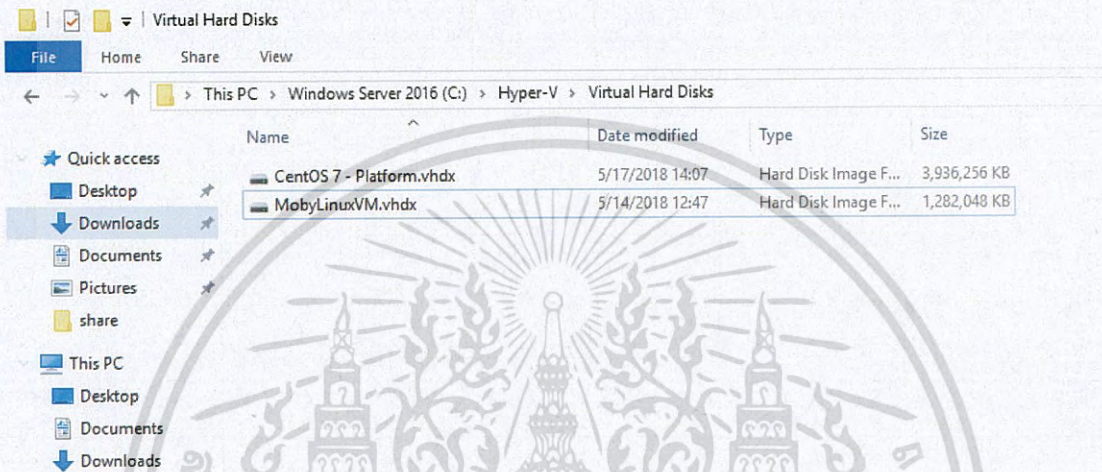 Virtual Hard Disks
File Home Share View
This PC > Windows Server 2016 (C:) > Hyper-V > Virtual Hard Disks
Name Date modified Type Size
Quick access
CentOS 7 - Platform.vhdx 5/17/2018 14:07 Hard Disk Image F... 3,936,256 KB
Desktop
MobyLinuxVM.vhdx 5/14/2018 12:47 Hard Disk Image F... 1,282,048 KB
Downloads
Documents
Pictures
share
This PC
Desktop
Documents
Downloads